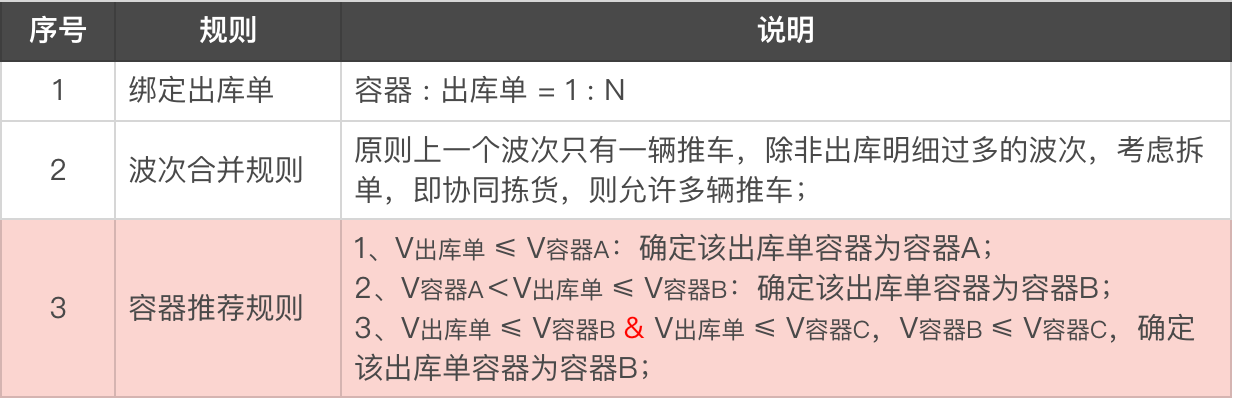 序号 规则 说明
1 绑定出库单 容器：出库单 = 1 : N
2 波次合并规则 原则上一个波次只有一辆推车，除非出库明细过多的波次，考虑拆
单，即协同拣货，则允许多辆推车；
3 容器推荐规则 1、V出库单 ≤ V容器A：确定该出库单容器为容器A；
2、V容器A＜V出库单 ≤ V容器B：确定该出库单容器为容器B；
3、V出库单 ≤ V容器B & V出库单 ≤ V容器C，V容器B ≤ V容器C，确定
该出库单容器为容器B；